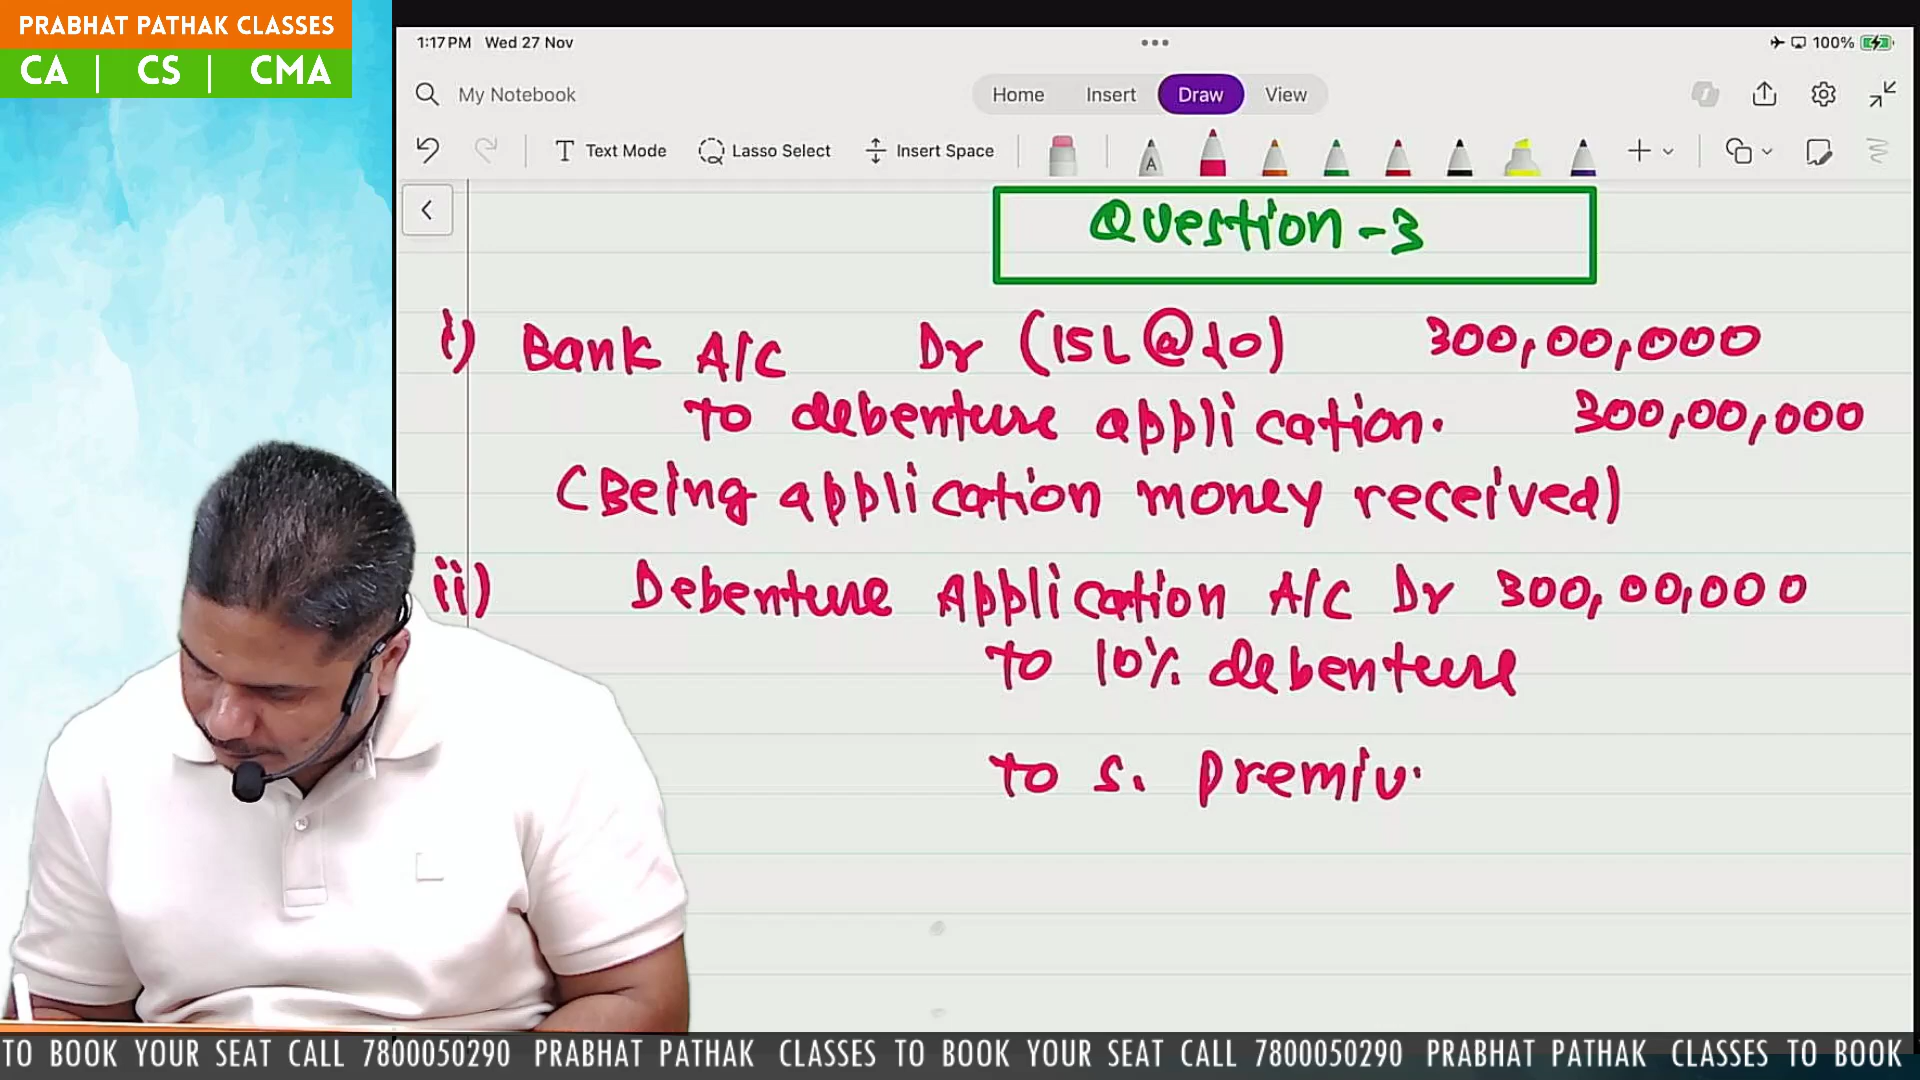 PRABHAT PATHAK CLASSES
CA | CS | CMA
1:17 PM Wed 27 Nov
100%
My Notebook
Home Insert Draw View
Text Mode Lasso Select Insert Space
A
Question - 3
i) Bank A/C Dr (15L @ 20) 300,00,000
To debenture application. 300,00,000
(Being application money received)
ii) Debenture Application A/C Dr 300,00,000
To 10% debenture
To S. premiu
TO BOOK YOUR SEAT CALL 7800050290 PRABHAT PATHAK CLASSES TO BOOK YOUR SEAT CALL 7800050290 PRABHAT PATHAK CLASSES TO BOOK